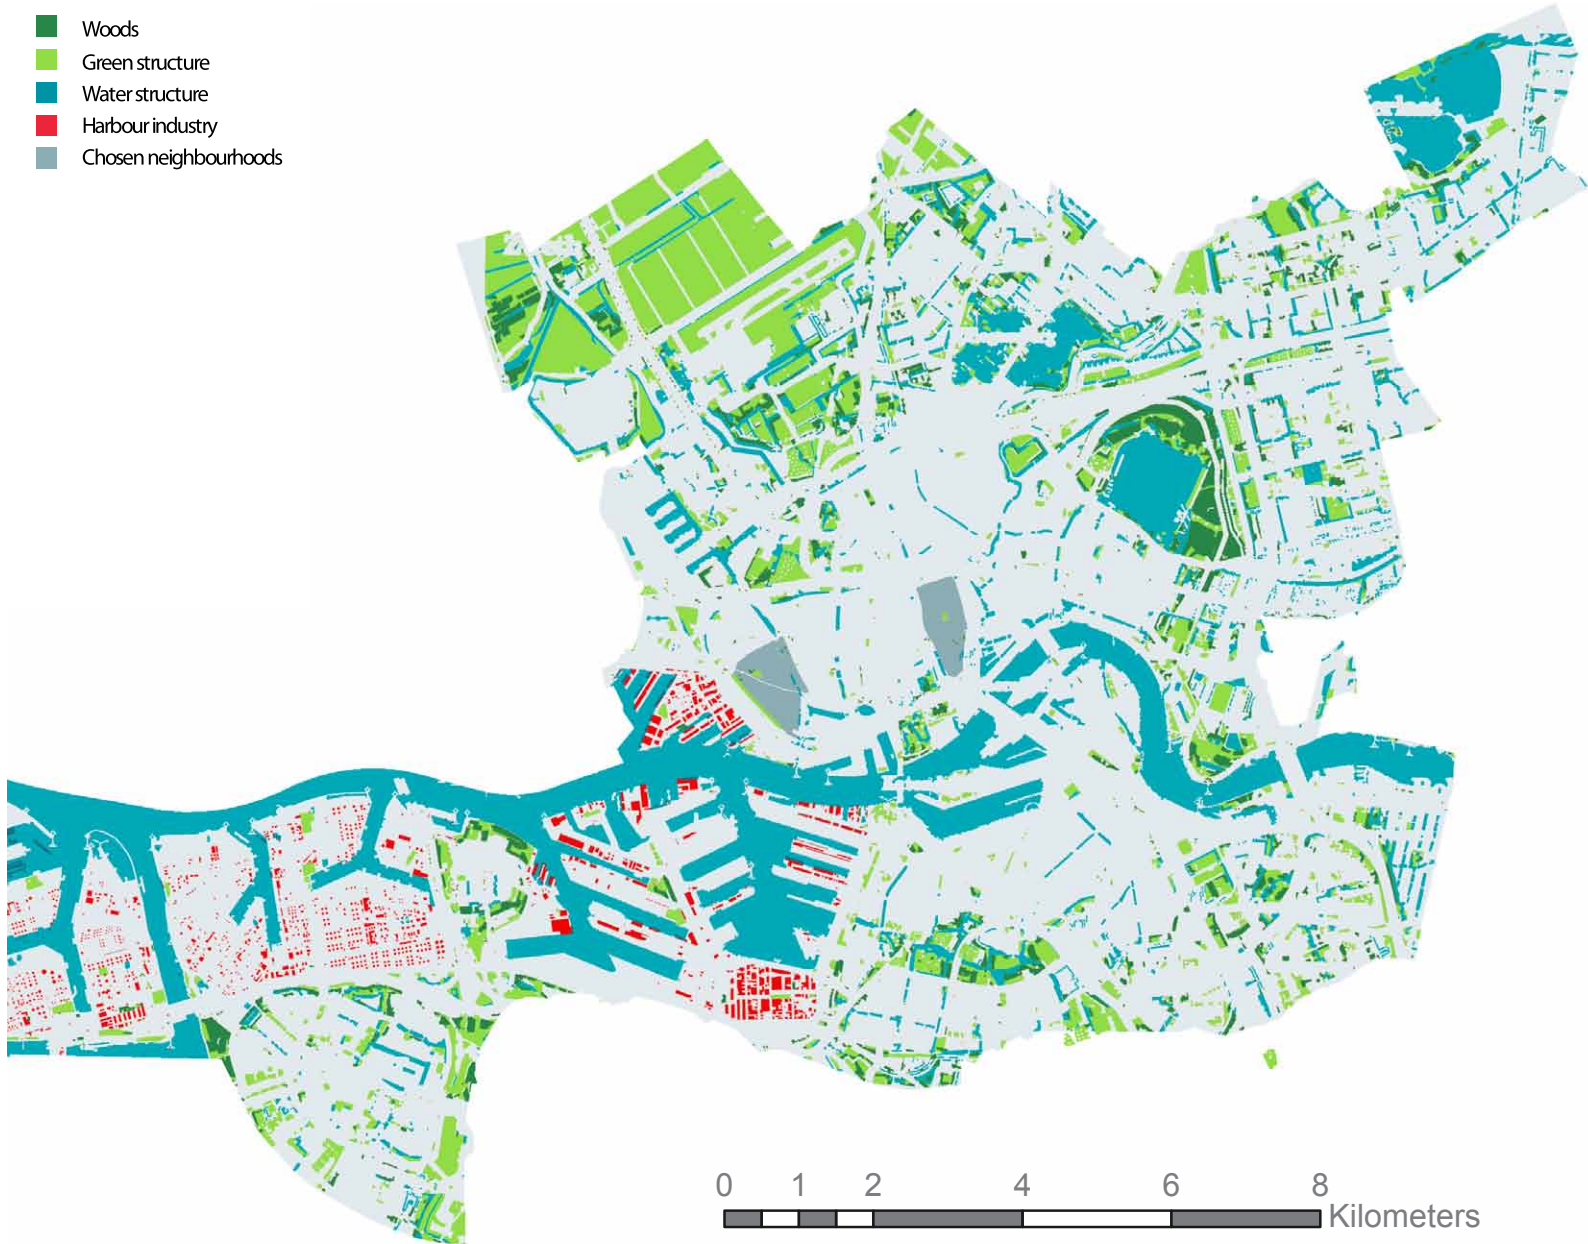 Woods
Green structure
Water structure
Harbour industry
Chosen neighbourhoods
0 1 2 4 6 8
Kilometers